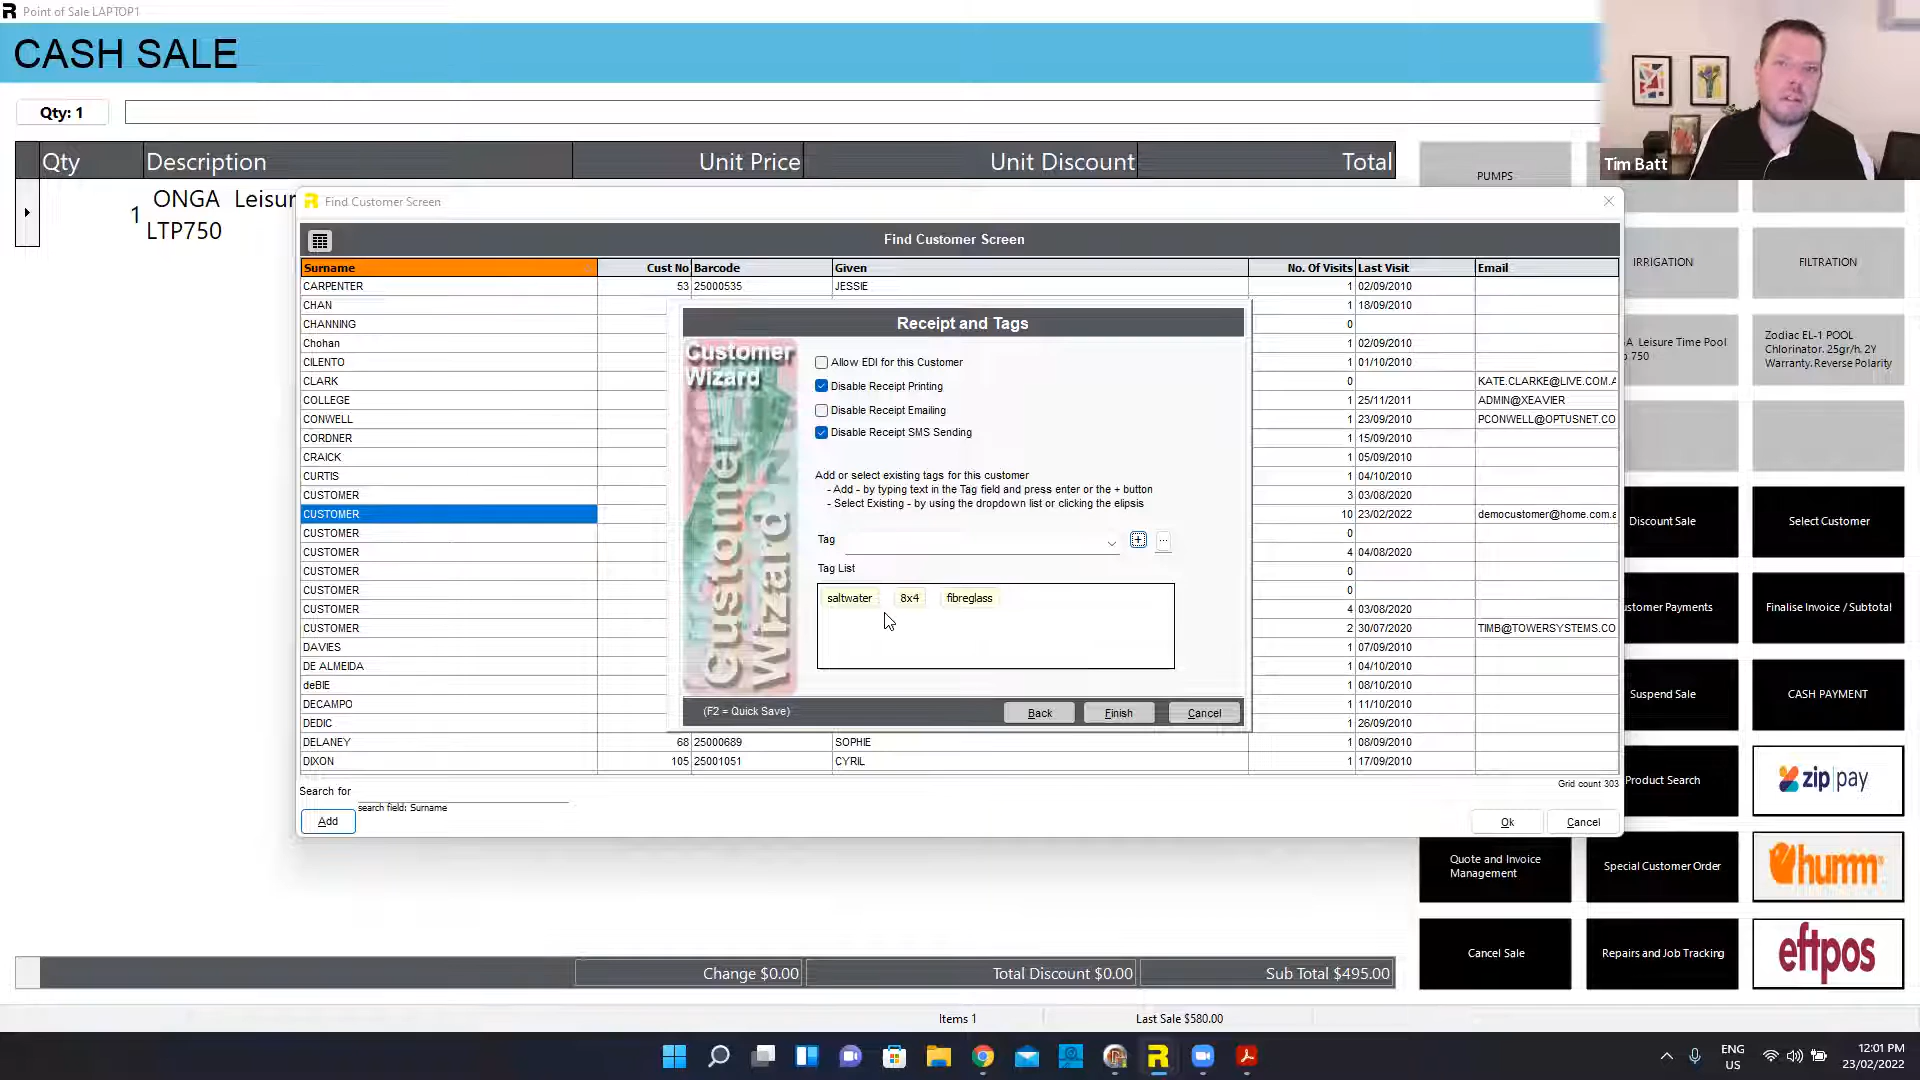 Point of Sale LAPTOP1
CASH SALE
Tim Batt
Qty: 1
Qty Description Unit Price Unit Discount Total
1 ONGA Leisur
LTP750
PUMPS
IRRIGATION
FILTRATION
A Leisure Time Pool
p 750
Zodiac EL-1 POOL
Chlorinator. 25gr/h. 2Y
Warranty.Reverse Polarity
Discount Sale
Select Customer
stomer Payments
Finalise Invoice / Subtotal
Suspend Sale
CASH PAYMENT
Product Search
zip pay
Quote and Invoice
Management
Special Customer Order
humm
Cancel Sale
Repairs and Job Tracking
eftpos
Find Customer Screen
Find Customer Screen
Surname Cust No Barcode Given No. Of Visits Last Visit Email
CARPENTER 53 25000535 JESSIE 1 02/09/2010
CHAN 1 18/09/2010
CHANNING 0
Chohan 1 02/09/2010
CILENTO 1 01/10/2010
CLARK 0 KATE.CLARKE@LIVE.COM.A
COLLEGE 1 25/11/2011 ADMIN@XEAVIER
CONWELL 1 23/09/2010 PCONWELL@OPTUSNET.CO
CORDNER 1 15/09/2010
CRAICK 1 05/09/2010
CURTIS 1 04/10/2010
CUSTOMER 3 03/08/2020
CUSTOMER 10 23/02/2022 democustomer@home.com.a
CUSTOMER 0
CUSTOMER 4 04/08/2020
CUSTOMER 0
CUSTOMER 0
CUSTOMER 4 03/08/2020
CUSTOMER 2 30/07/2020 TIMB@TOWERSYSTEMS.CO
DAVIES 1 07/09/2010
DE ALMEIDA 1 04/10/2010
deBIE 1 08/10/2010
DECAMPO 1 11/10/2010
DEDIC 1 26/09/2010
DELANEY 68 25000689 SOPHIE 1 08/09/2010
DIXON 105 25001051 CYRIL 1 17/09/2010
Search for
search field: Surname
Grid count 303
Add Ok Cancel
Receipt and Tags
Customer
Wizard
Customer
Wizard
Allow EDI for this Customer
Disable Receipt Printing
Disable Receipt Emailing
Disable Receipt SMS Sending
Add or select existing tags for this customer
- Add - by typing text in the Tag field and press enter or the + button
- Select Existing - by using the dropdown list or clicking the elipsis
Tag + ...
Tag List
saltwater 8x4 fibreglass
(F2 = Quick Save) Back Finish Cancel
Change $0.00 Total Discount $0.00 Sub Total $495.00
Items 1 Last Sale $580.00
ENG
US
12:01 PM
23/02/2022